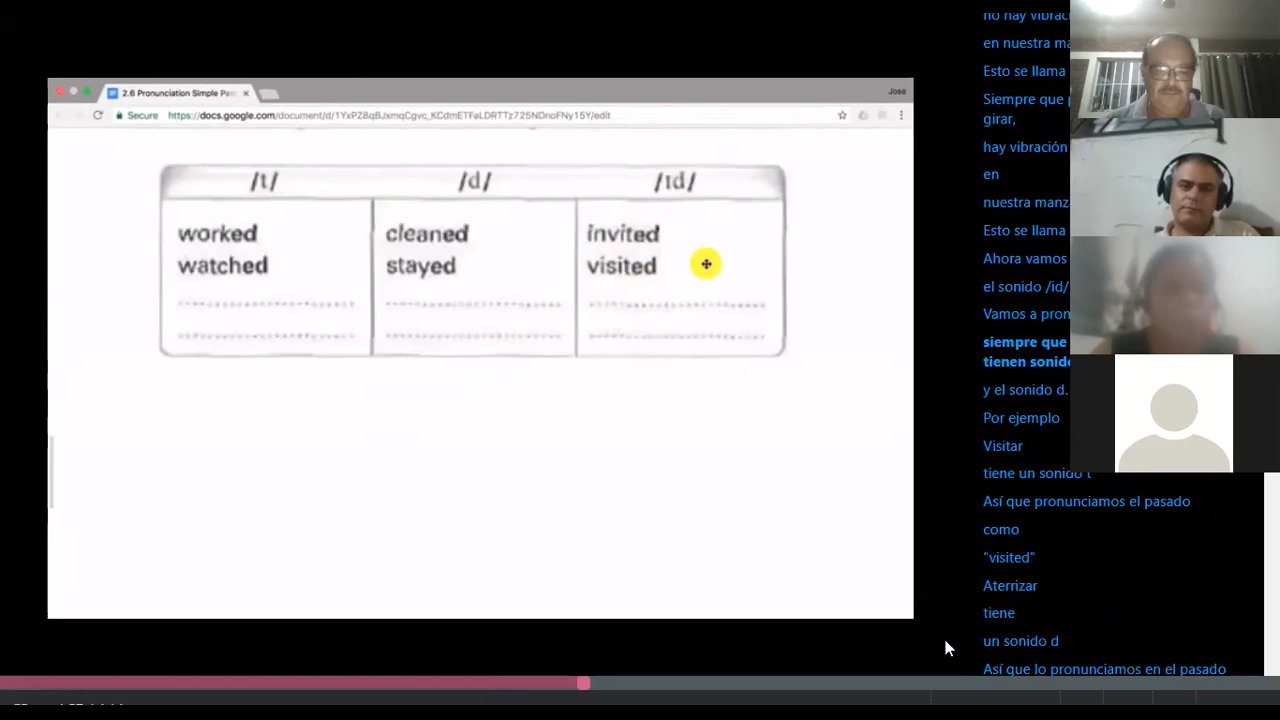 2.6 Pronunciation Simple Pas
Jose
Secure https://docs.google.com/document/d/1YxPZ8qBJxmqCgvc_KCdmETFaLDRTTz725NDnoFNy15Y/edit
/t/ /d/ /ɪd/
worked cleaned invited
watched stayed visited
no hay vibraci
en nuestra ma
Esto se llama
Siempre que p
girar,
hay vibración
en
nuestra manz
Esto se llama
Ahora vamos
el sonido /id/
Vamos a pron
siempre que
tienen sonido
y el sonido d.
Por ejemplo
Visitar
tiene un sonido t
Así que pronunciamos el pasado
como
"visited"
Aterrizar
tiene
un sonido d
Así que lo pronunciamos en el pasado